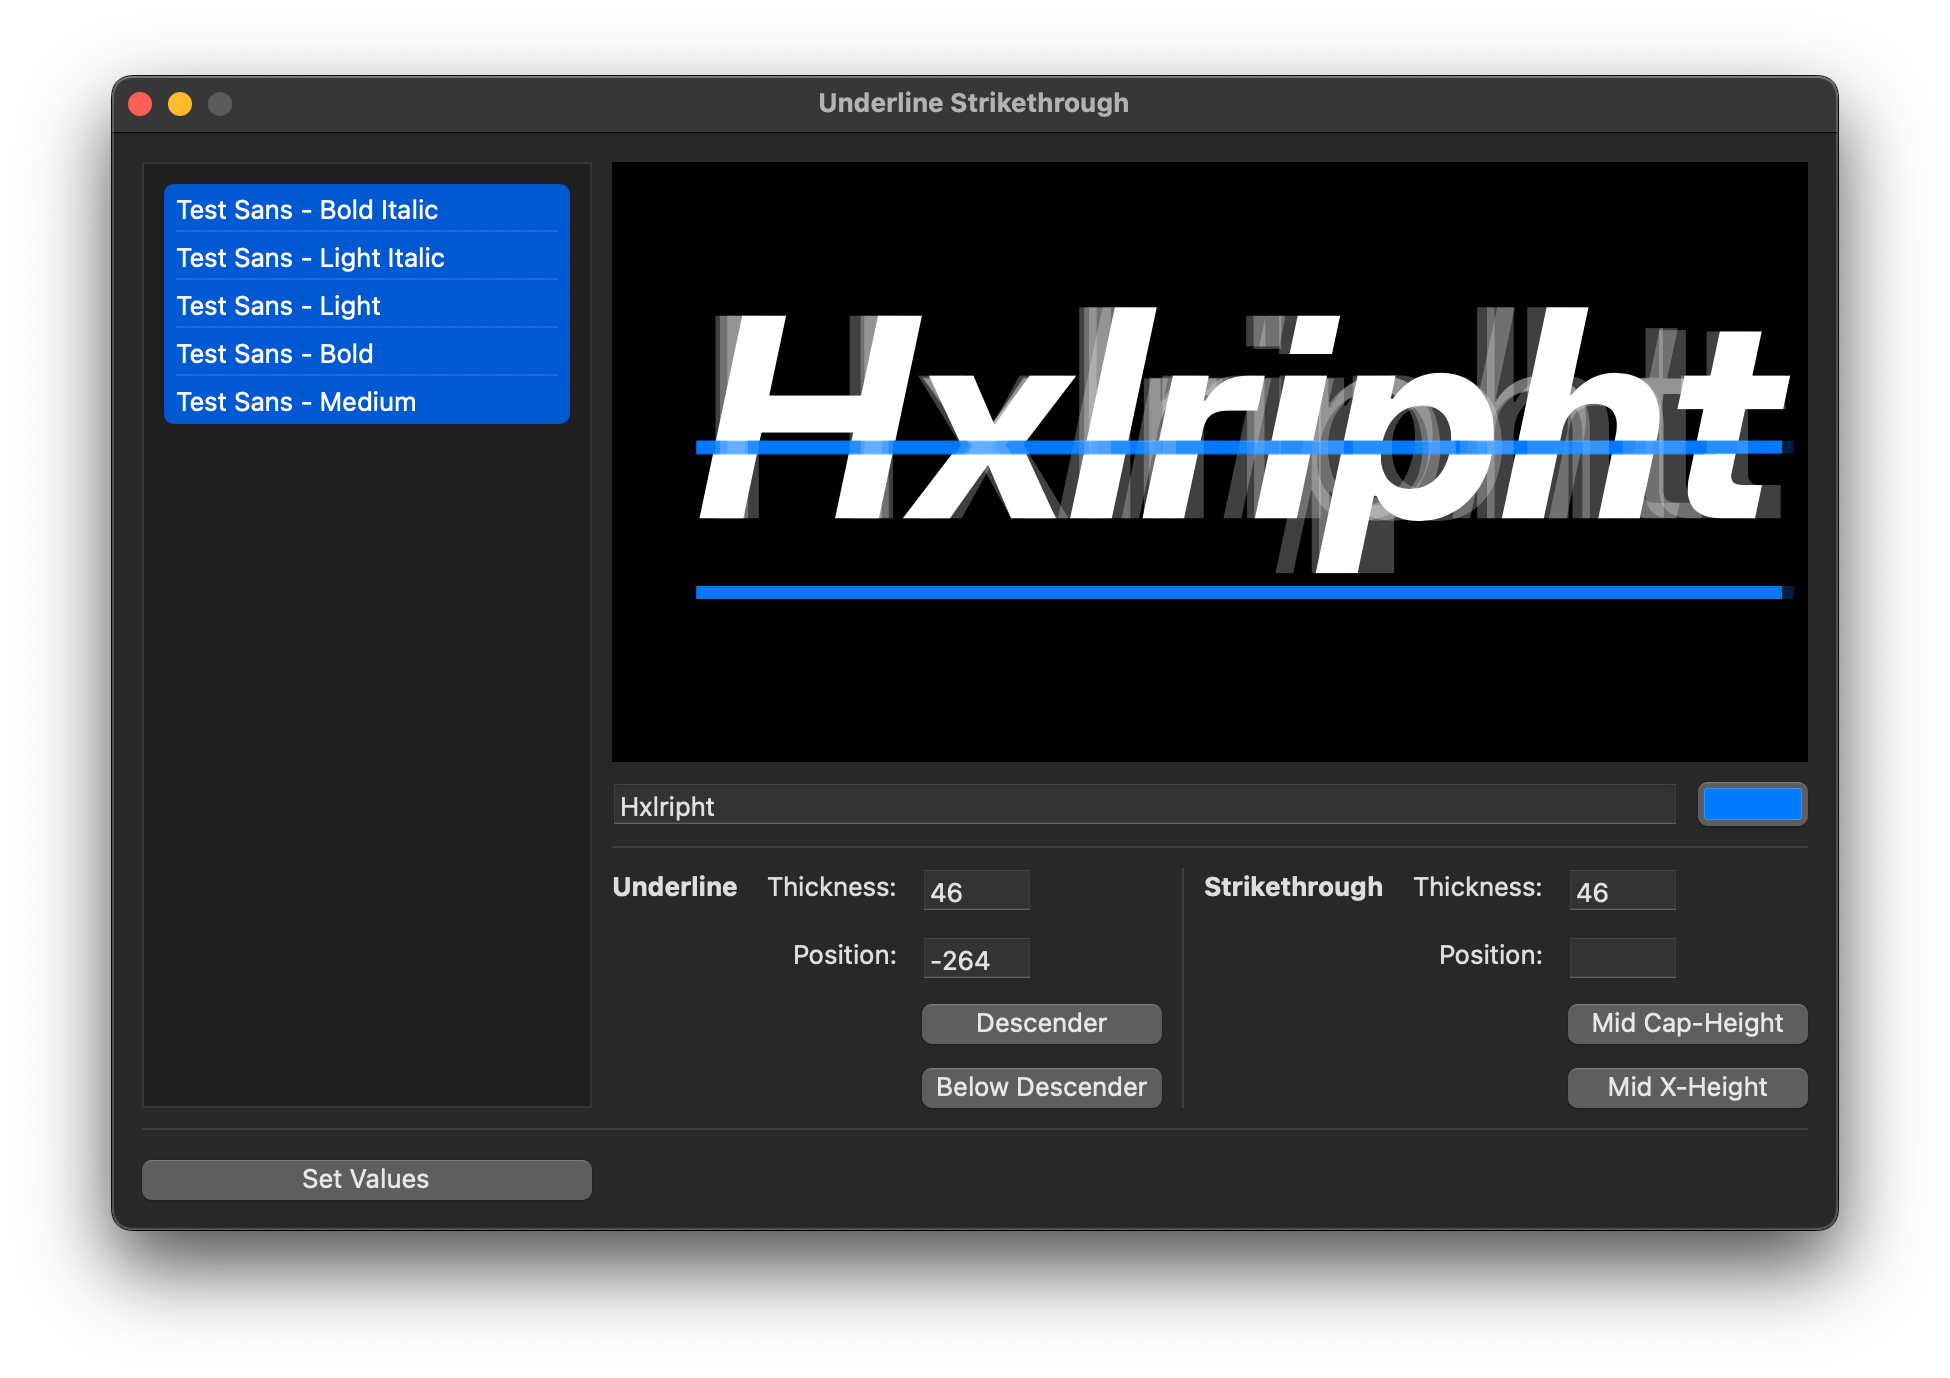 Underline Strikethrough
Test Sans - Bold Italic
Test Sans - Light Italic
Test Sans - Light
Test Sans - Bold
Test Sans - Medium
Hxlripht
Hxlripht
Underline Thickness: 46
Position: -264
Descender
Below Descender
Strikethrough Thickness: 46
Position:
Mid Cap-Height
Mid X-Height
Set Values